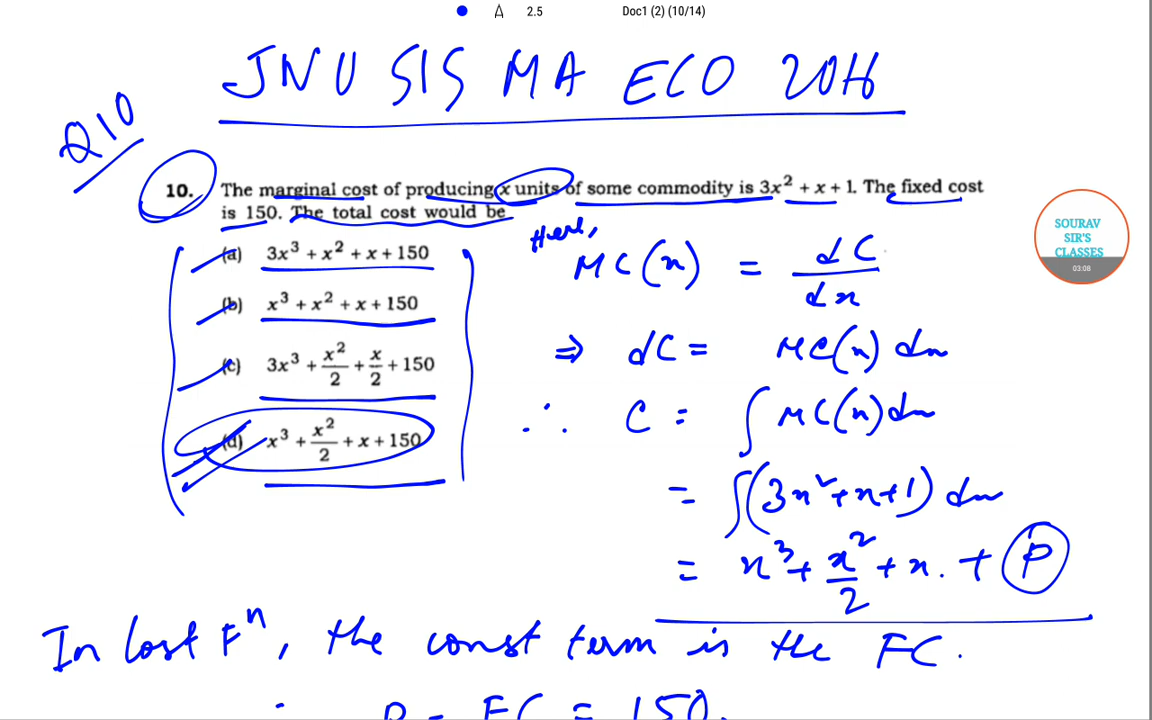 2.5 Doc1 (2) (10/14)
JNU SIS MA ECO 2016
Q10
10. The marginal cost of producing x units of some commodity is 3x² + x + 1. The fixed cost
is 150. The total cost would be
(a) 3x³ + x² + x + 150
(b) x³ + x² + x + 150
(c) 3x³ + x²/2 + x/2 + 150
(d) x³ + x²/2 + x + 150
Here,
MC(x) = dC/dx
⇒ dC = MC(x) dx
∴ C = ∫ MC(x) dx
= ∫(3x² + x + 1) dx
= x³ + x²/2 + x. + P
In Cost Fⁿ, the const term is the FC.
∴ P = FC = 150.
SOURAV
SIR'S
CLASSES
03:08